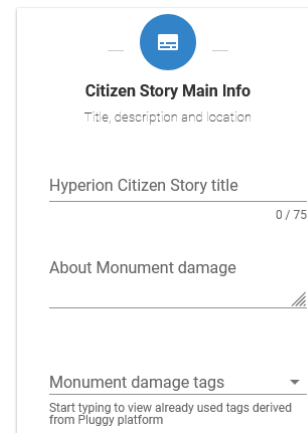 Citizen Story Main Info
Title, description and location
Hyperion Citizen Story title
0 / 75
About Monument damage
Monument damage tags
Start typing to view already used tags derived
from Pluggy platform